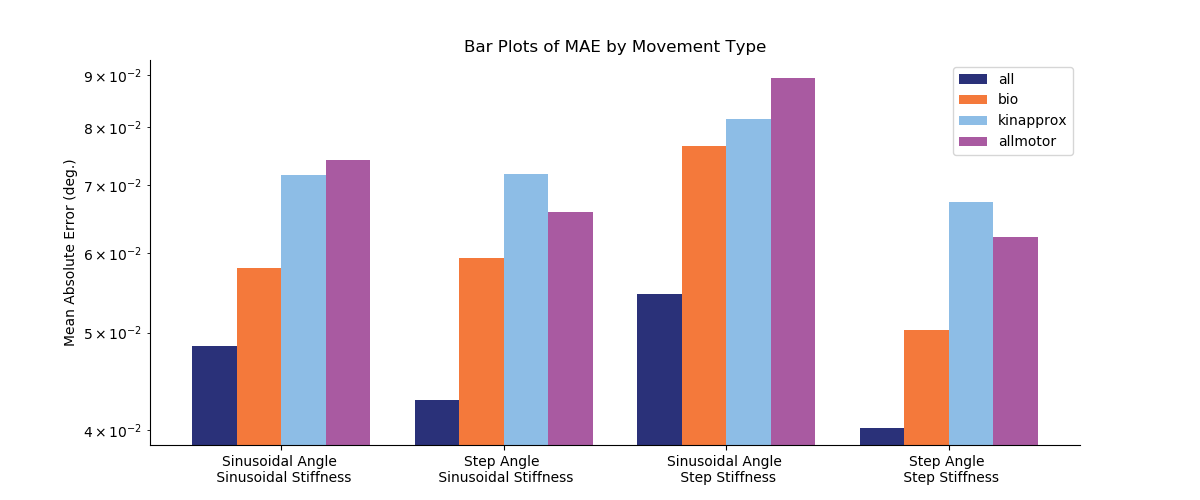 Bar Plots of MAE by Movement Type
9 × 10⁻²
8 × 10⁻²
7 × 10⁻²
6 × 10⁻²
5 × 10⁻²
4 × 10⁻²
Mean Absolute Error (deg.)
all
bio
kinapprox
allmotor
Sinusoidal Angle
Sinusoidal Stiffness
Step Angle
Sinusoidal Stiffness
Sinusoidal Angle
Step Stiffness
Step Angle
Step Stiffness